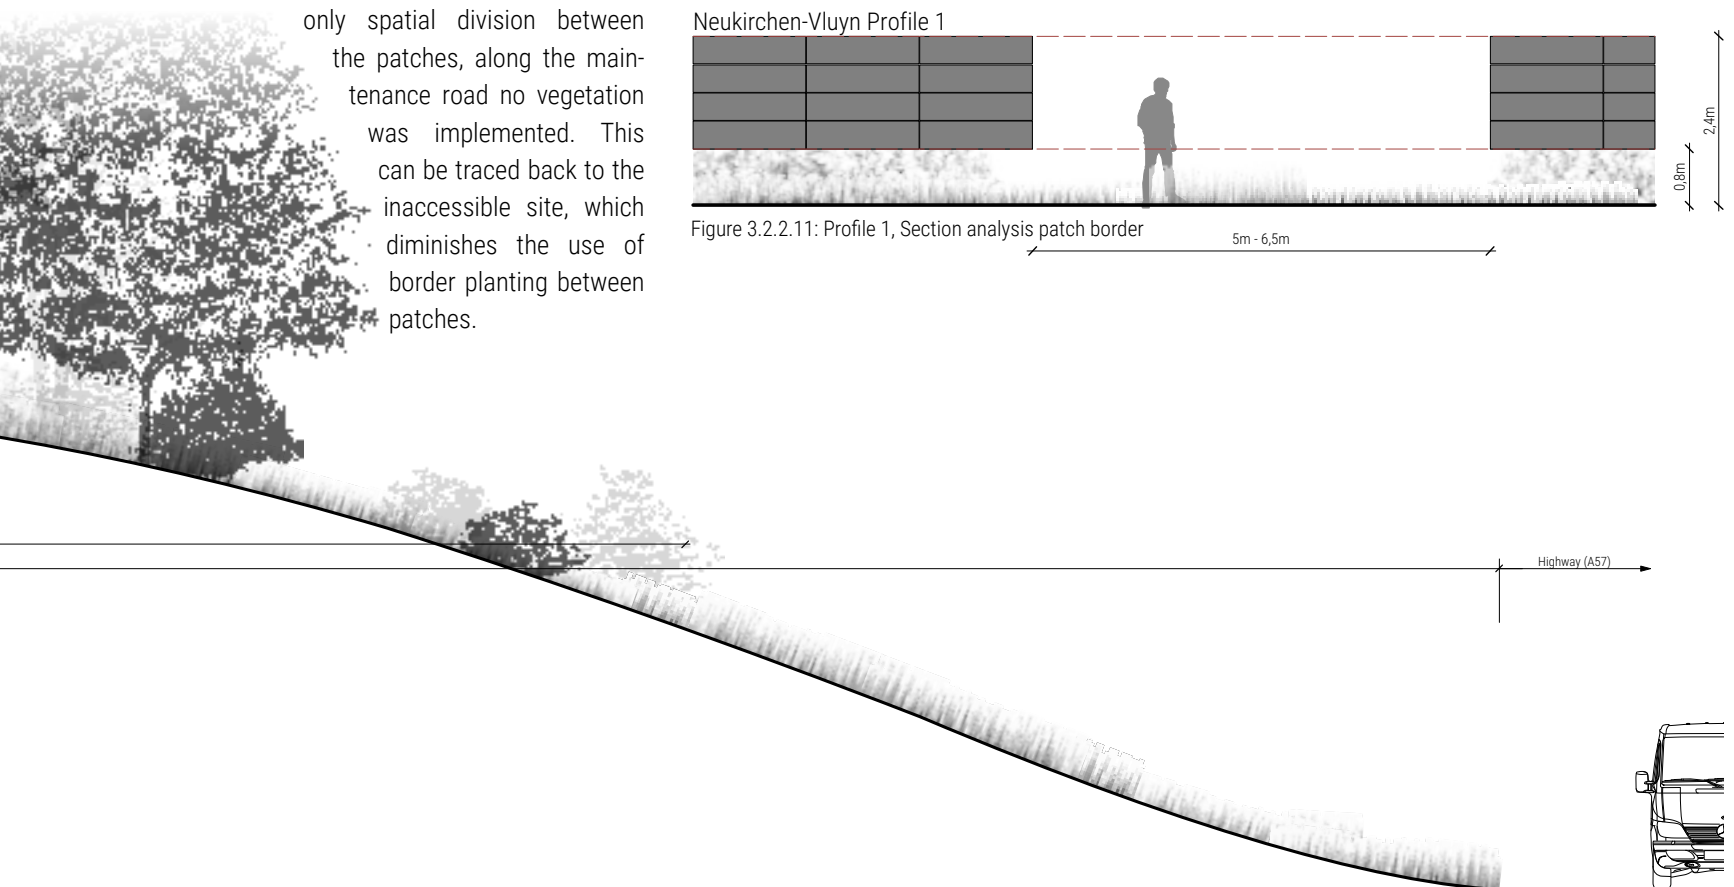 only spatial division between
the patches, along the main-
tenance road no vegetation
was implemented. This
can be traced back to the
inaccessible site, which
diminishes the use of
border planting between
patches.
Neukirchen-Vluyn Profile 1
2,4m
0,8m
Figure 3.2.2.11: Profile 1, Section analysis patch border
5m - 6,5m
Highway (A57)